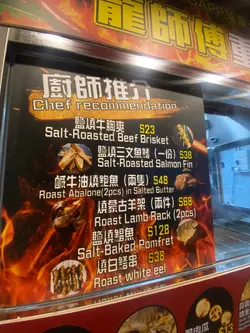 龍師傅
廚師推介
Chef recommendation
鹽燒牛胸爽 $23
Salt-Roasted Beef Brisket
鹽燒三文魚鰭（一份）$38
Salt-Roasted Salmon Fin
鹹牛油燒鮑魚（兩隻）$48
Roast Abalone(2pcs) in Salted Butter
燒蒙古羊架（兩件）$68
Roast Lamb Rack (2pcs)
鹽燒鯧魚 $128
Salt-Baked Pomfret
燒白鱔串 $38
Roast white eel